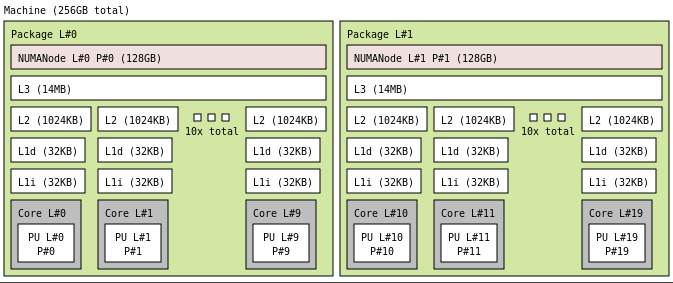 Machine (256GB total)
Package L#0
NUMANode L#0 P#0 (128GB)
L3 (14MB)
L2 (1024KB)
L2 (1024KB)
10x total
L2 (1024KB)
L1d (32KB)
L1d (32KB)
L1d (32KB)
L1i (32KB)
L1i (32KB)
L1i (32KB)
Core L#0
PU L#0
P#0
Core L#1
PU L#1
P#1
Core L#9
PU L#9
P#9
Package L#1
NUMANode L#1 P#1 (128GB)
L3 (14MB)
L2 (1024KB)
L2 (1024KB)
10x total
L2 (1024KB)
L1d (32KB)
L1d (32KB)
L1d (32KB)
L1i (32KB)
L1i (32KB)
L1i (32KB)
Core L#10
PU L#10
P#10
Core L#11
PU L#11
P#11
Core L#19
PU L#19
P#19